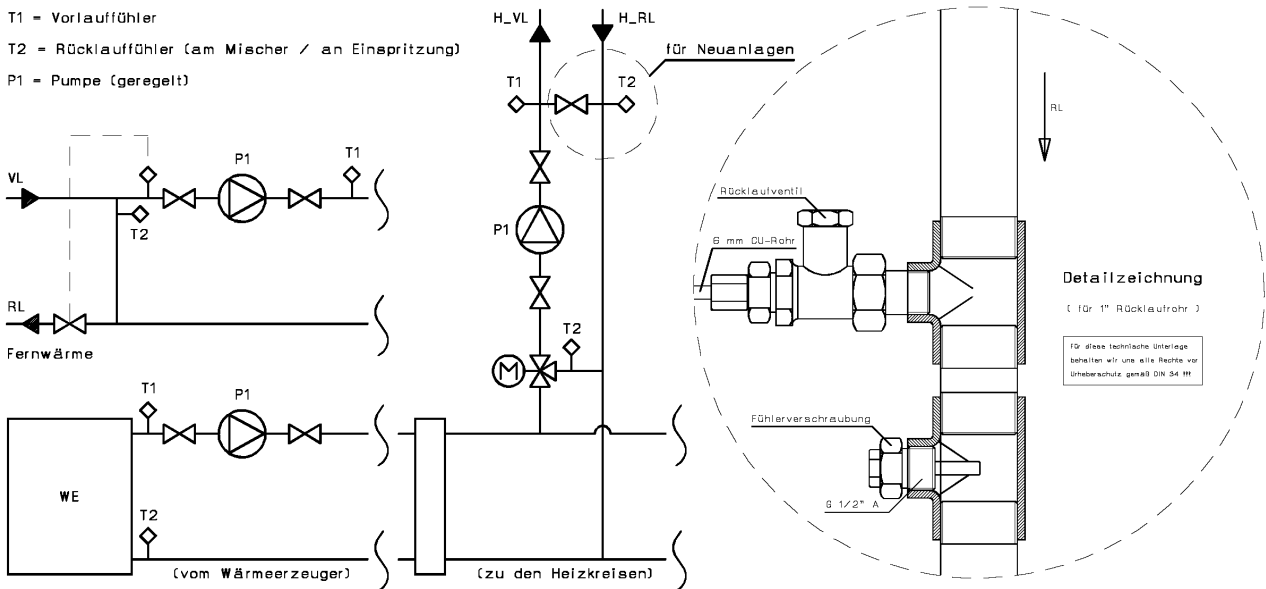 T1 = Vorlauffühler
T2 = Rücklauffühler (am Mischer / an Einspritzung)
P1 = Pumpe (geregelt)
H_VL
H_RL
für Neuanlagen
T1
T2
P1
T1
VL
T2
RL
Fernwärme
P1
T2
M
T1
P1
WE
T2
(vom Wärmeerzeuger)
(zu den Heizkreisen)
RL
Rücklaufventil
6 mm CU-Rohr
Detailzeichnung
( für 1" Rücklaufrohr )
Für diese technische Unterlage
behalten wir uns alle Rechte vor
Urheberschutz gemäß DIN 34 !!!
Fühlerverschraubung
G 1/2" A